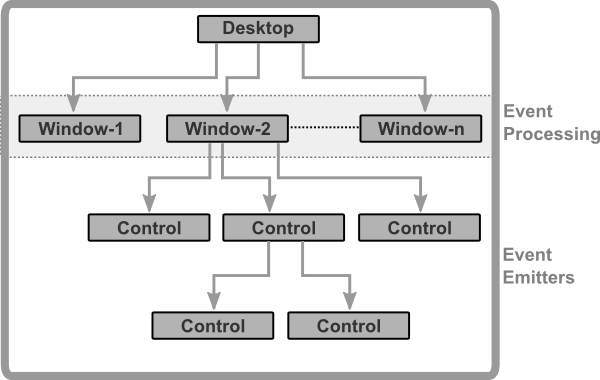 Desktop
Window-1
Window-2
Window-n
Event
Processing
Control
Control
Control
Event
Emitters
Control
Control